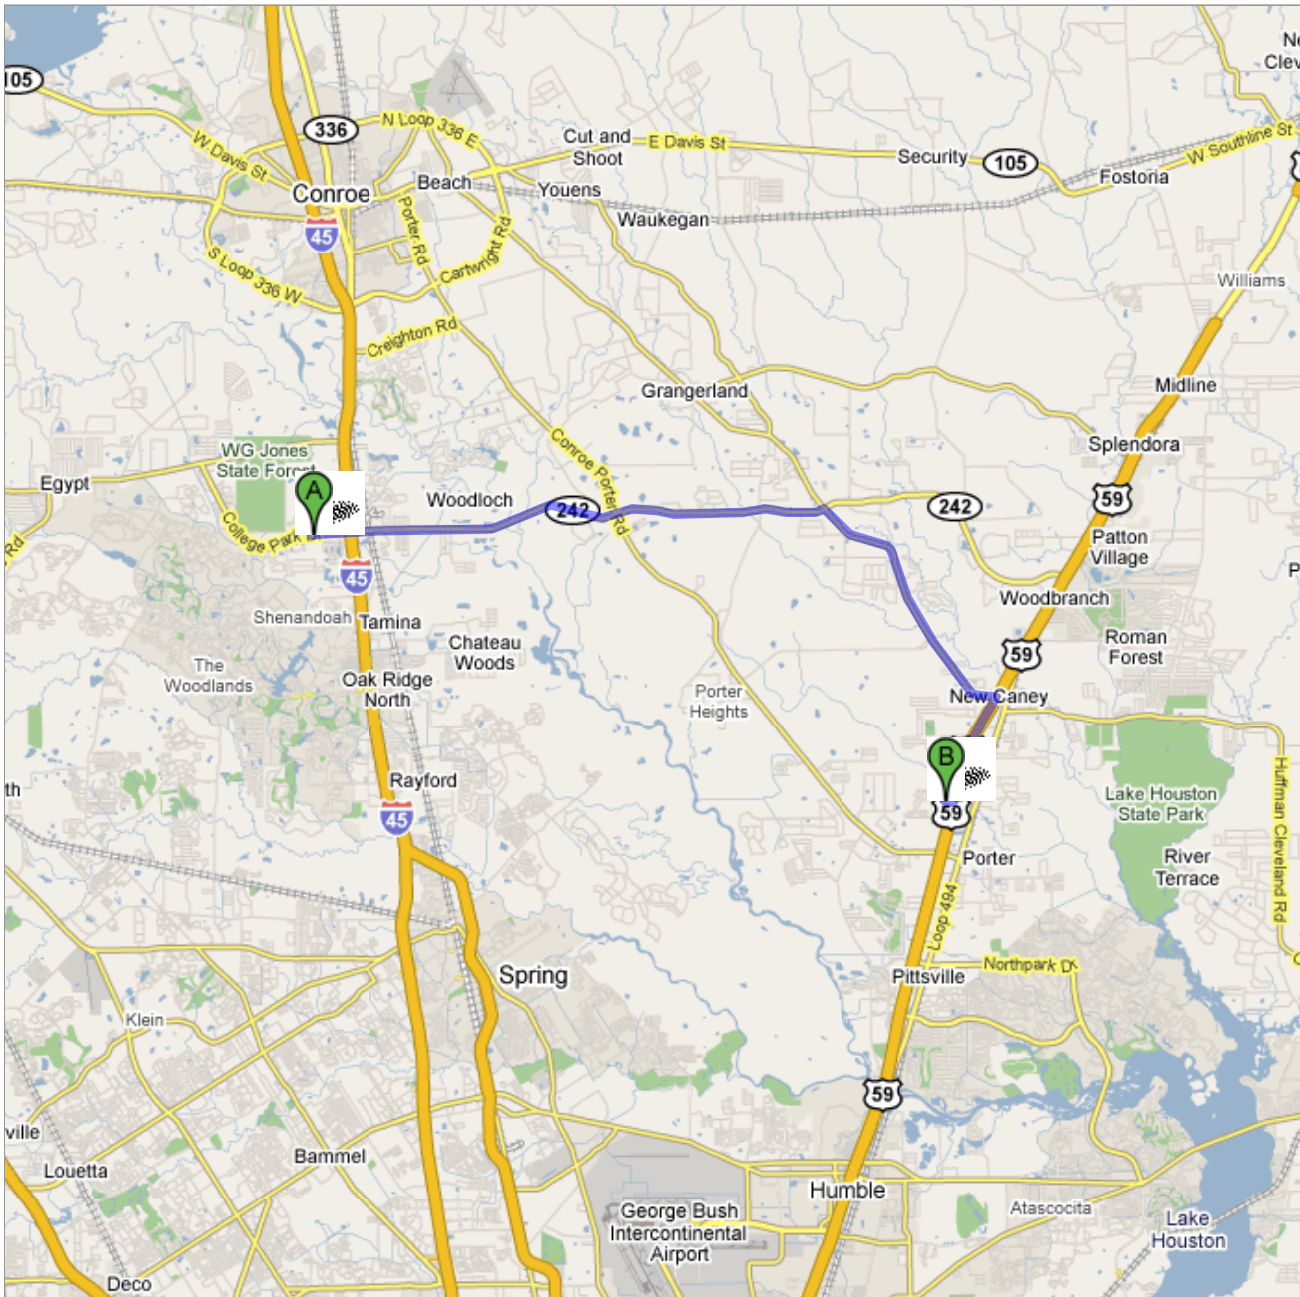 105
336
N Loop 336 E
Cut and
Shoot
E Davis St
Security
105
W Southline St
Fostoria
W Davis St
Conroe
Beach
Youens
Waukegan
Porter Rd
45
Cartwright Rd
S Loop 336 W
Williams
Creighton Rd
Grangerland
Midline
Splendora
WG Jones
State Forest
Conroe Porter Rd
Egypt
A
Woodloch
242
242
59
College Park
Rd
Patton
Village
45
Woodbranch
Shenandoah
Tamina
Chateau
Woods
Roman
Forest
59
The
Woodlands
Oak Ridge
North
Porter
Heights
New Caney
B
Rayford
th
45
59
Lake Houston
State Park
Huffman Cleveland Rd
Porter
River
Terrace
Loop 494
Spring
Pittsville
Northpark Dr
Klein
59
ville
Louetta
Bammel
Humble
George Bush
Intercontinental
Airport
Atascocita
Lake
Houston
Deco